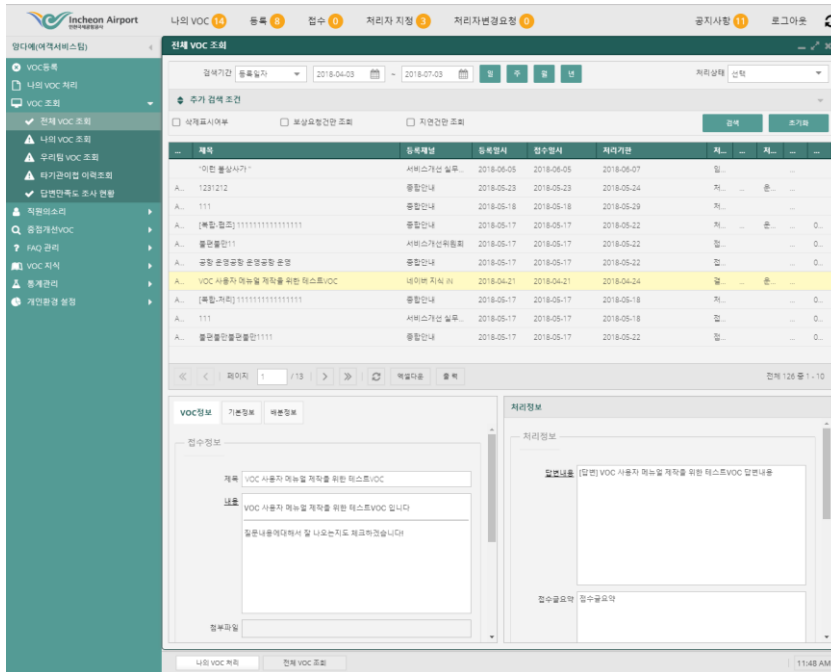 Incheon Airport
인천국제공항공사
나의 VOC 14 등록 8 접수 0 처리자 지정 3 처리자변경요청 0 공지사항 11 로그아웃
양다예(여객서비스팀)
VOC등록
나의 VOC 처리
VOC 조회
전체 VOC 조회
나의 VOC 조회
우리팀 VOC 조회
타기관이첩 이력조회
답변만족도 조사 현황
직원의소리
중점개선VOC
FAQ 관리
VOC 지식
통계관리
개인환경 설정
전체 VOC 조회
검색기간 등록일자 2018-04-03 ~ 2018-07-03 일 주 월 년 처리상태 선택
추가 검색 조건
삭제표시여부 보상요청건만 조회 지연건만 조회 검색 초기화
... 제목 등록채널 등록일시 접수일시 처리기한 처... ... 처... ... ...
"이런 불상사가" 서비스개선 실무... 2018-06-05 2018-06-05 2018-06-07 임... ...
A... 1231212 종합안내 2018-05-23 2018-05-23 2018-05-24 처... ... 운... ...
A... 111 종합안내 2018-05-18 2018-05-18 2018-05-29 처... ...
A... [복합-협조] 1111111111111111 종합안내 2018-05-17 2018-05-17 2018-05-22 처... ... 운... ... 0...
A... 불편불만11 서비스개선위원회 2018-05-17 2018-05-17 2018-05-22 접... ... 0...
A... 공항 운영공항 운영공항 운영 종합안내 2018-05-17 2018-05-17 2018-05-22 접... ... 0...
A... VOC 사용자 메뉴얼 제작을 위한 테스트VOC 네이버 지식 iN 2018-04-21 2018-04-21 2018-04-24 결... ... 운... ...
A... [복합-처리] 1111111111111111 종합안내 2018-05-17 2018-05-17 2018-05-18 처... ... 0...
A... 111 서비스개선 실무... 2018-05-17 2018-05-17 2018-05-18 접... ... 0...
A... 불편불만불편불만1111 종합안내 2018-05-17 2018-05-17 2018-05-22 접... ... 0...
페이지 1 / 13 엑셀다운 출력 전체 126 중 1 - 10
VOC정보 기본정보 배분정보
접수정보
제목 VOC 사용자 메뉴얼 제작을 위한 테스트VOC
내용 VOC 사용자 메뉴얼 제작을 위한 테스트VOC 입니다
질문내용에대해서 잘 나오는지도 체크하겠습니다!
첨부파일
처리정보
처리정보
답변내용 [답변] VOC 사용자 메뉴얼 제작을 위한 테스트VOC 답변내용
접수글요약 접수글요약
나의 VOC 처리 전체 VOC 조회 11:48 AM